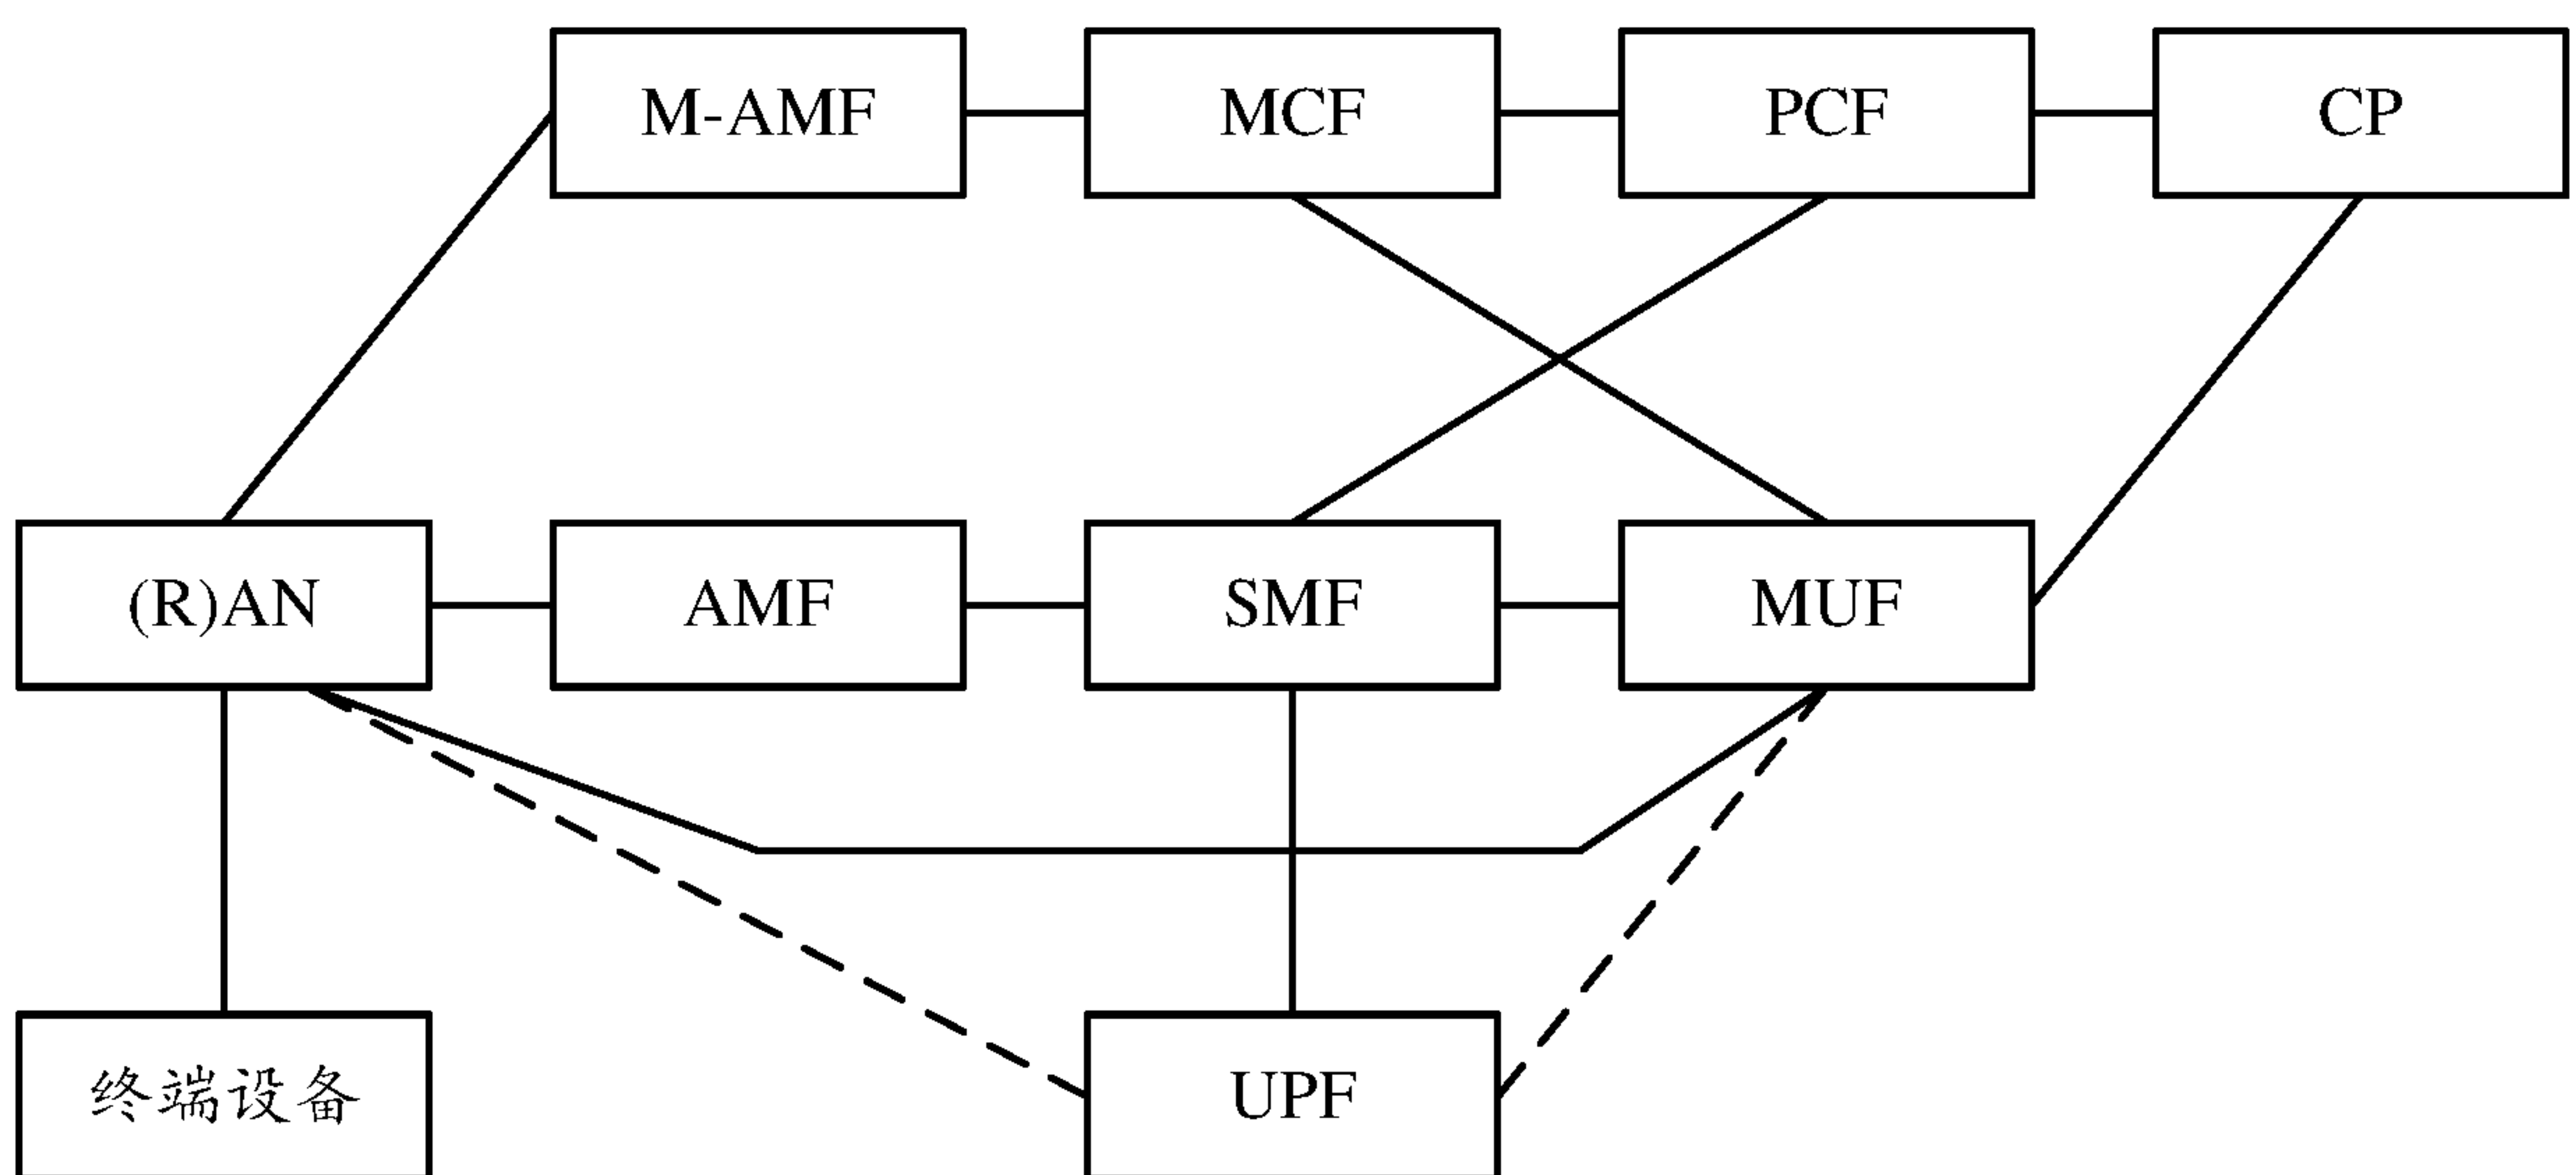 M-AMF
MCF
PCF
CP
(R)AN
AMF
SMF
MUF
终端设备
UPF